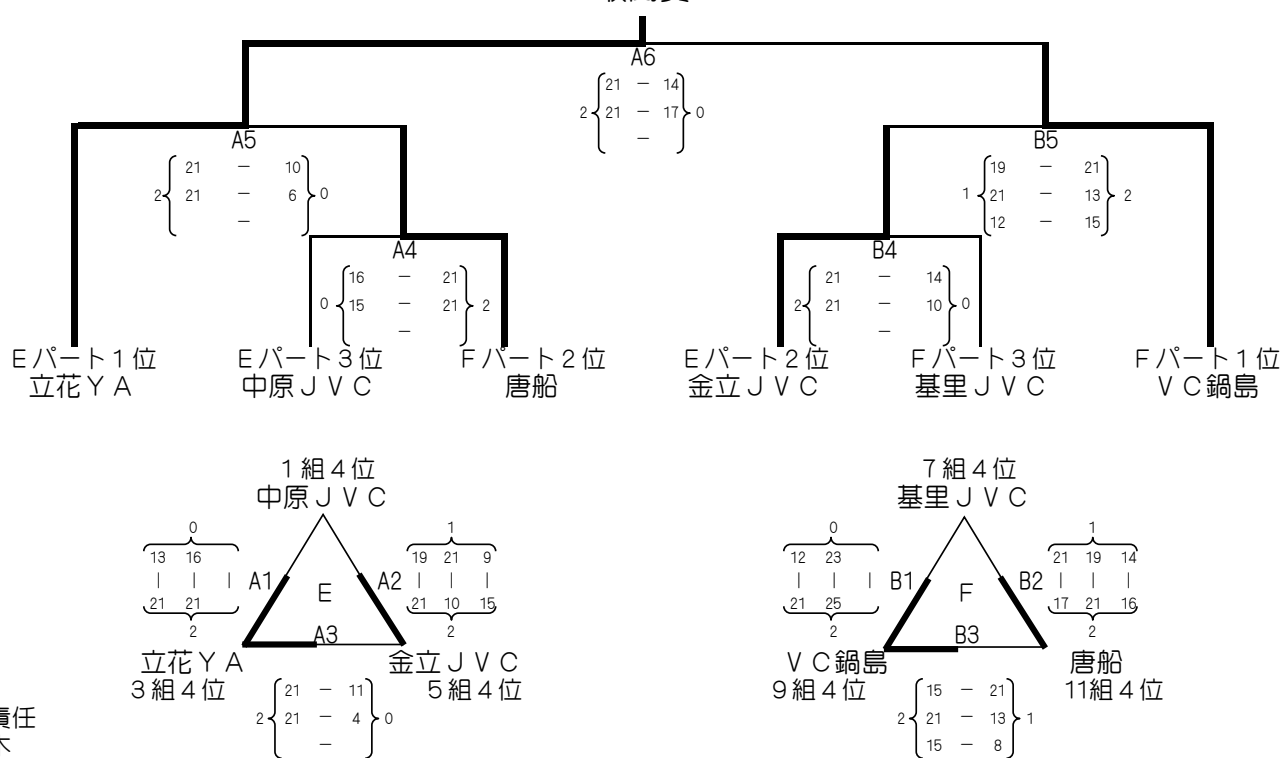 A6
21 － 14
2 21 － 17 0
－
A5
21 － 10
2 21 － 6 0
－
B5
19 － 21
1 21 － 13 2
12 － 15
A4
16 － 21
0 15 － 21 2
－
B4
21 － 14
2 21 － 10 0
－
Ｅパート１位 Ｅパート３位 Ｆパート２位 Ｅパート２位 Ｆパート３位 Ｆパート１位
立花ＹＡ 中原ＪＶＣ 唐船 金立ＪＶＣ 基里ＪＶＣ ＶＣ鍋島
１組４位
中原ＪＶＣ
0
13 16
| | |
21 21
2
A1
E
A2
1
19 21 9
| | |
21 10 15
2
A3
立花ＹＡ 金立ＪＶＣ
３組４位 ５組４位
21 － 11
2 21 － 4 0
－
７組４位
基里ＪＶＣ
0
12 23
| | |
21 25
2
B1
F
B2
1
21 19 14
| | |
17 21 16
2
B3
ＶＣ鍋島 唐船
９組４位 11組４位
15 － 21
2 21 － 13 1
15 － 8
責任